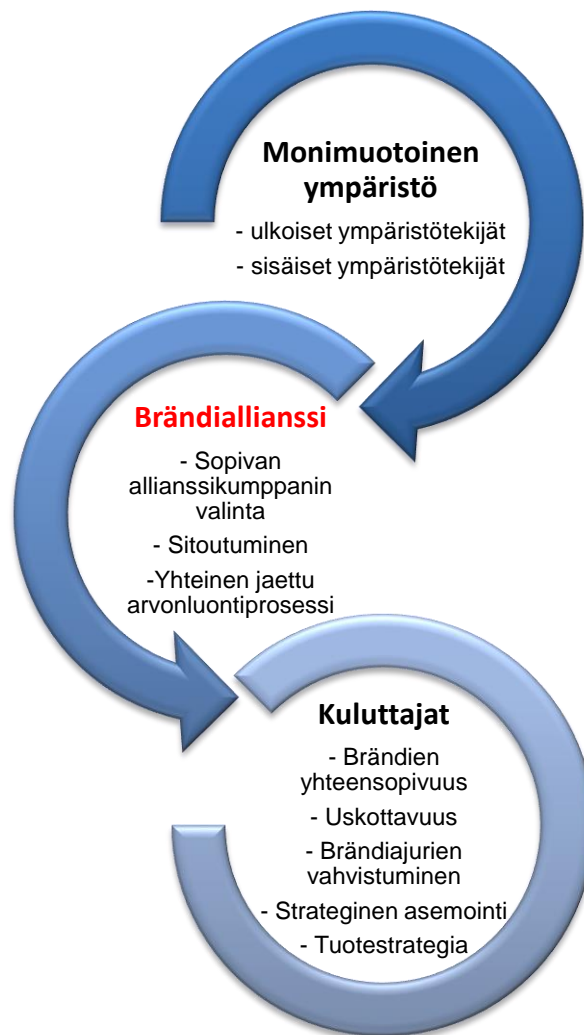 Monimuotoinen
ympäristö
- ulkoiset ympäristötekijät
- sisäiset ympäristötekijät
Brändiallianssi
- Sopivan
allianssikumppanin
valinta
- Sitoutuminen
-Yhteinen jaettu
arvonluontiprosessi
Kuluttajat
- Brändien
yhteensopivuus
- Uskottavuus
- Brändiajurien
vahvistuminen
- Strateginen asemointi
- Tuotestrategia